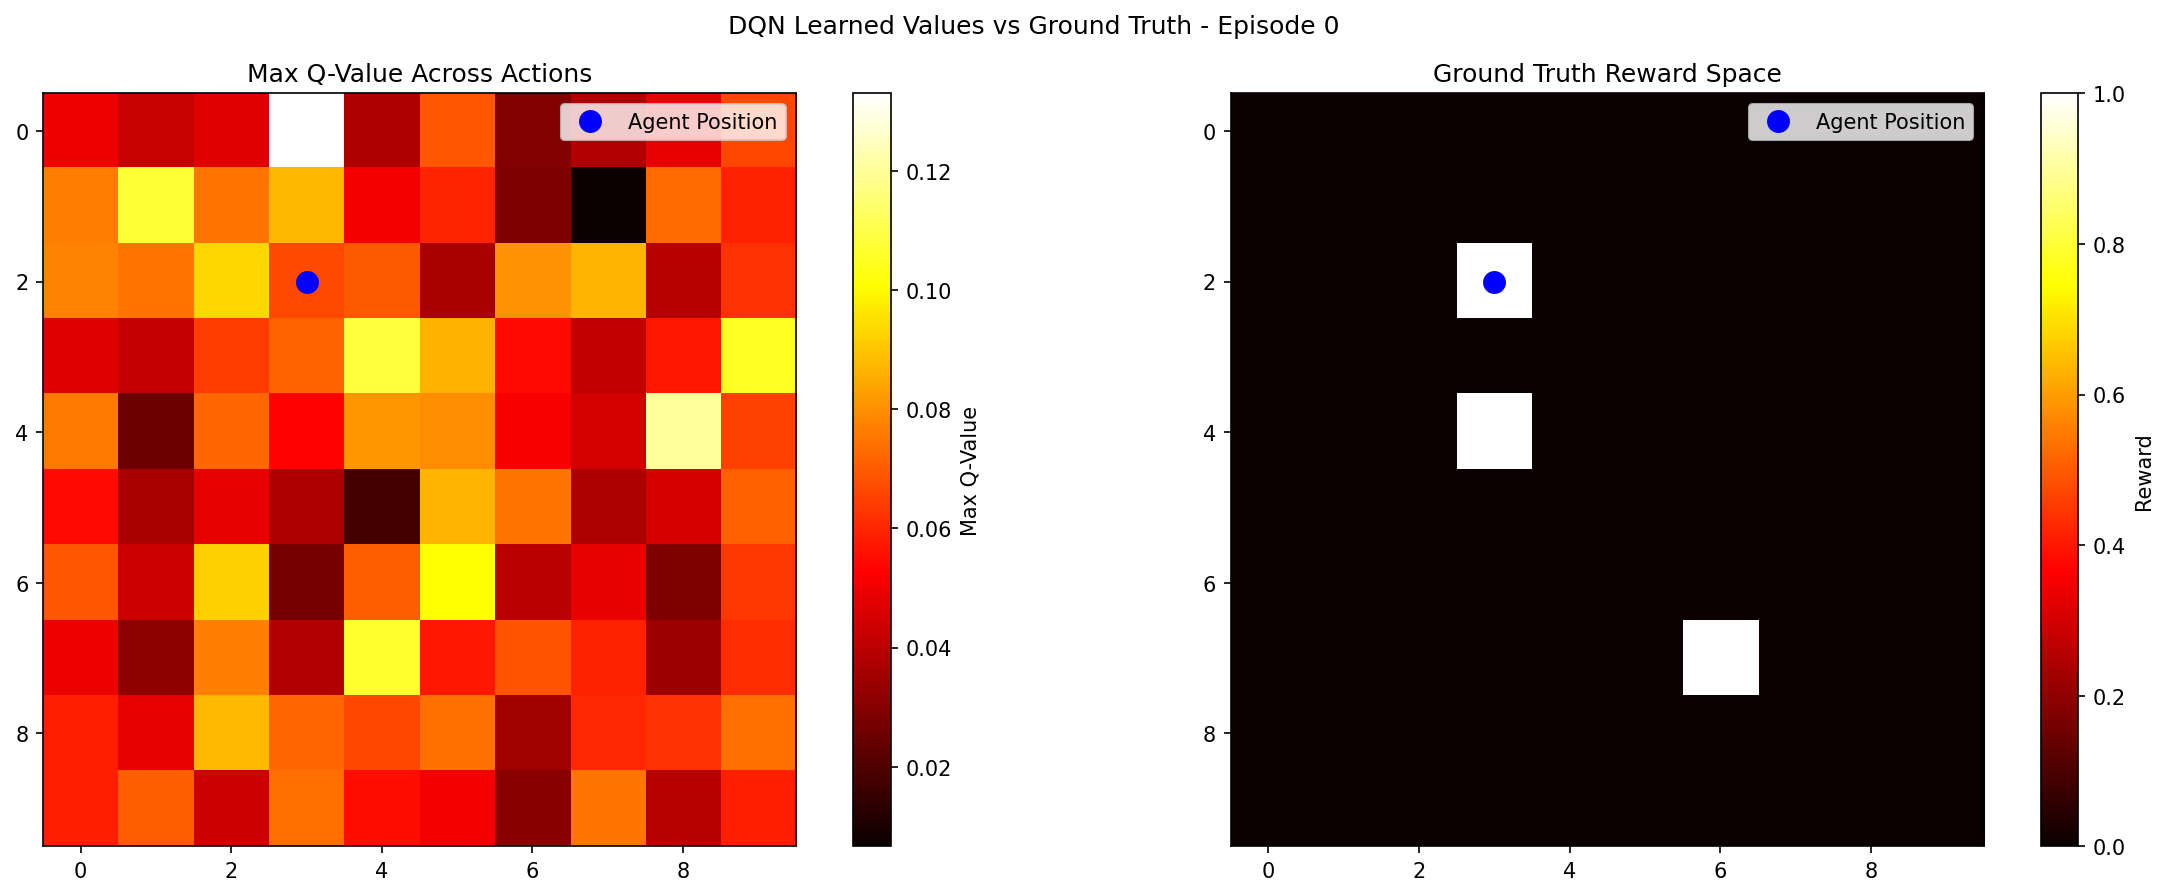 DQN Learned Values vs Ground Truth - Episode 0
Max Q-Value Across Actions
Agent Position
0
2
4
6
8
0 2 4 6 8
0.12
0.10
0.08
0.06
0.04
0.02
Max Q-Value
Ground Truth Reward Space
Agent Position
0
2
4
6
8
0 2 4 6 8
1.0
0.8
0.6
0.4
0.2
0.0
Reward